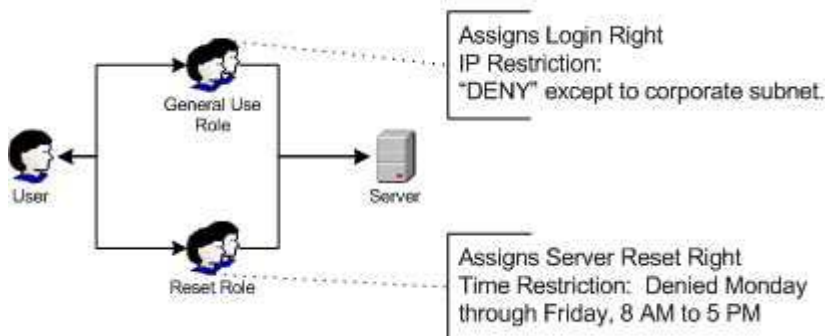 Assigns Login Right
IP Restriction:
“DENY” except to corporate subnet.
General Use
Role
User
Server
Reset Role
Assigns Server Reset Right
Time Restriction:  Denied Monday
through Friday, 8 AM to 5 PM